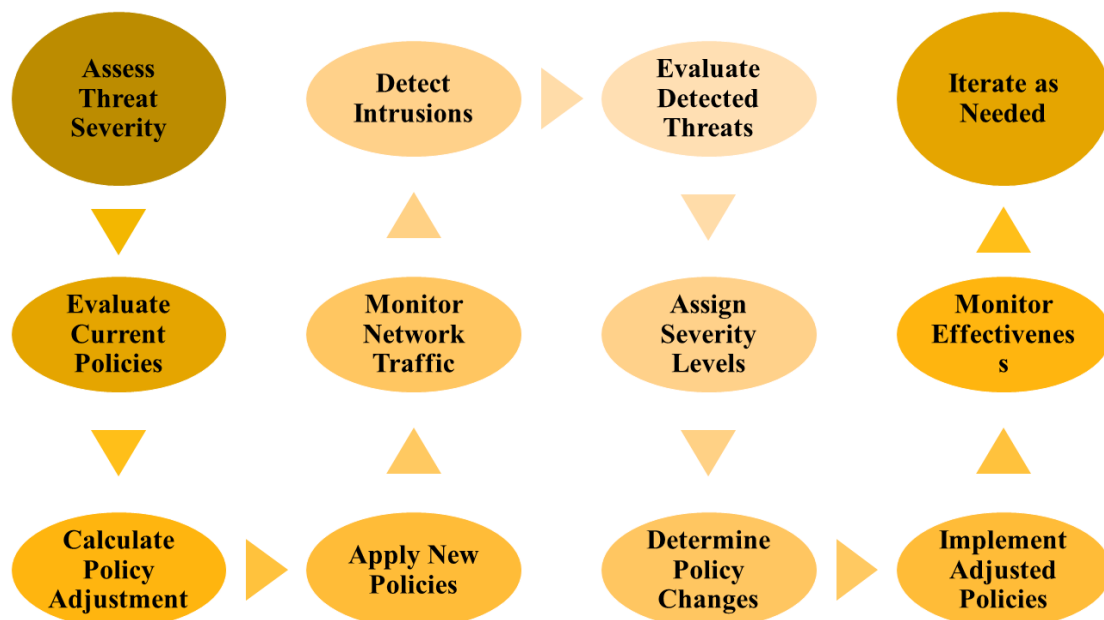 Assess
Threat
Severity
Evaluate
Current
Policies
Calculate
Policy
Adjustment
Apply New
Policies
Monitor
Network
Traffic
Detect
Intrusions
Evaluate
Detected
Threats
Assign
Severity
Levels
Determine
Policy
Changes
Implement
Adjusted
Policies
Monitor
Effectivenes
s
Iterate as
Needed